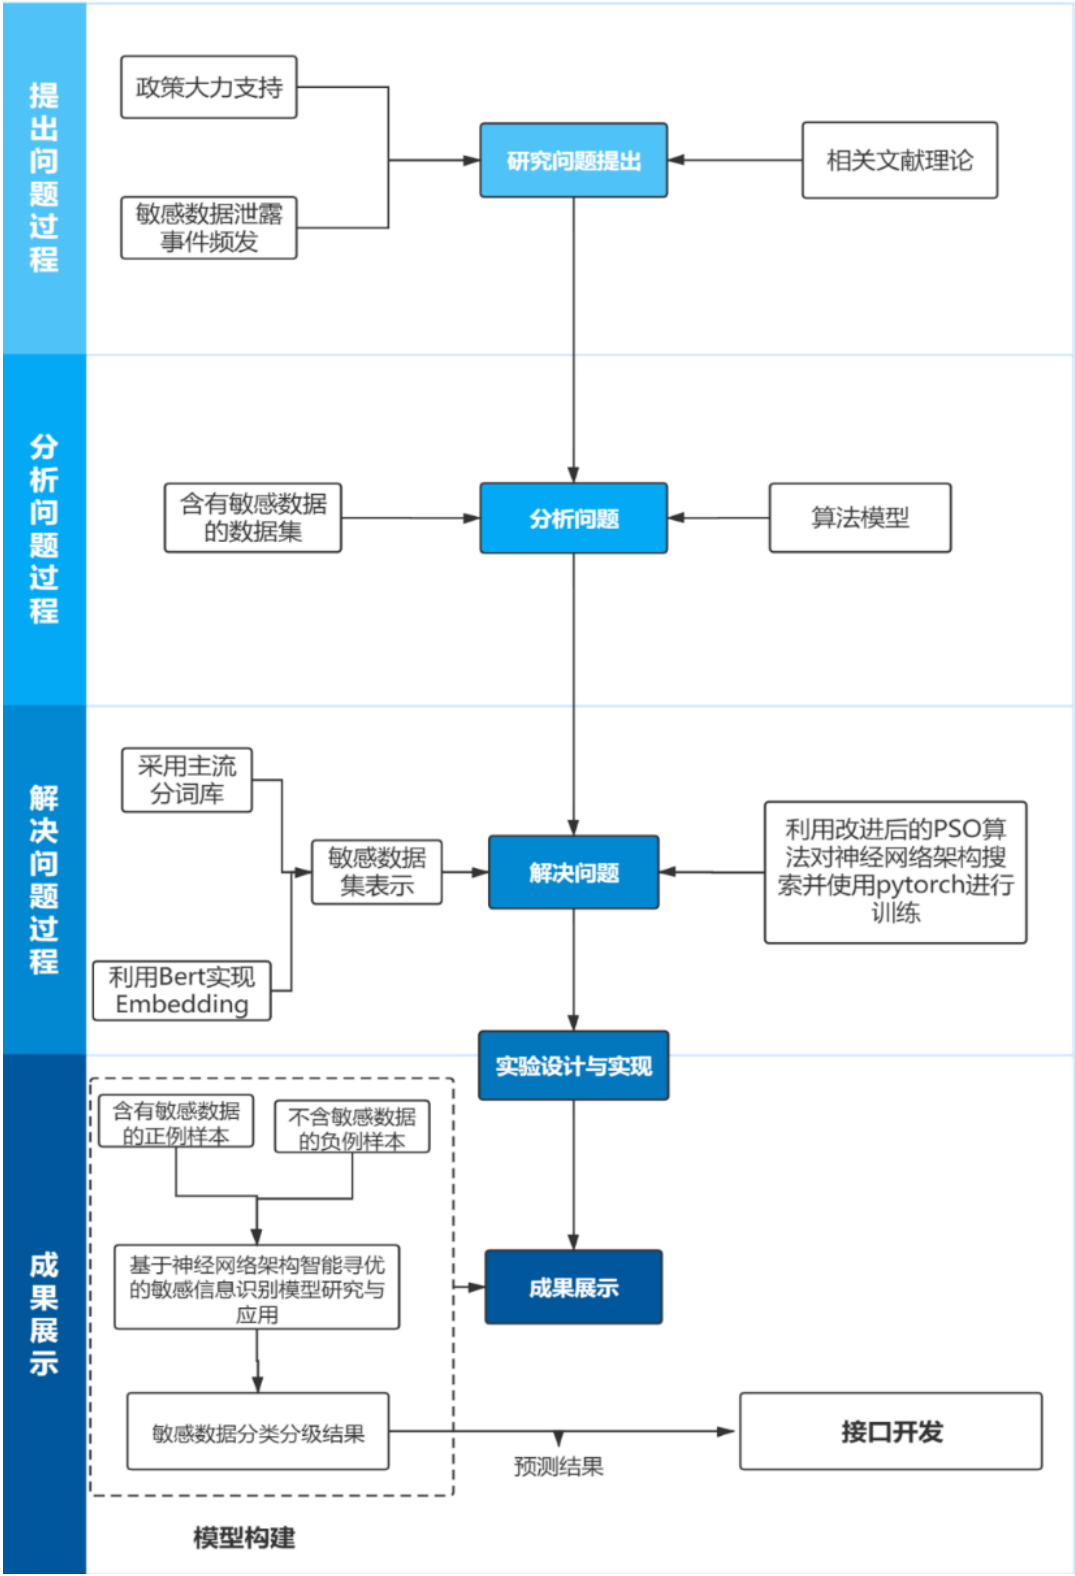 提出问题过程
政策大力支持
敏感数据泄露
事件频发
研究问题提出
相关文献理论
分析问题过程
含有敏感数据
的数据集
分析问题
算法模型
解决问题过程
采用主流
分词库
敏感数据
集表示
利用Bert实现
Embedding
解决问题
利用改进后的PSO算
法对神经网络架构搜
索并使用pytorch进行
训练
实验设计与实现
成果展示
含有敏感数据
的正例样本
不含敏感数据
的负例样本
基于神经网络架构智能寻优
的敏感信息识别模型研究与
应用
成果展示
敏感数据分类分级结果
预测结果
接口开发
模型构建